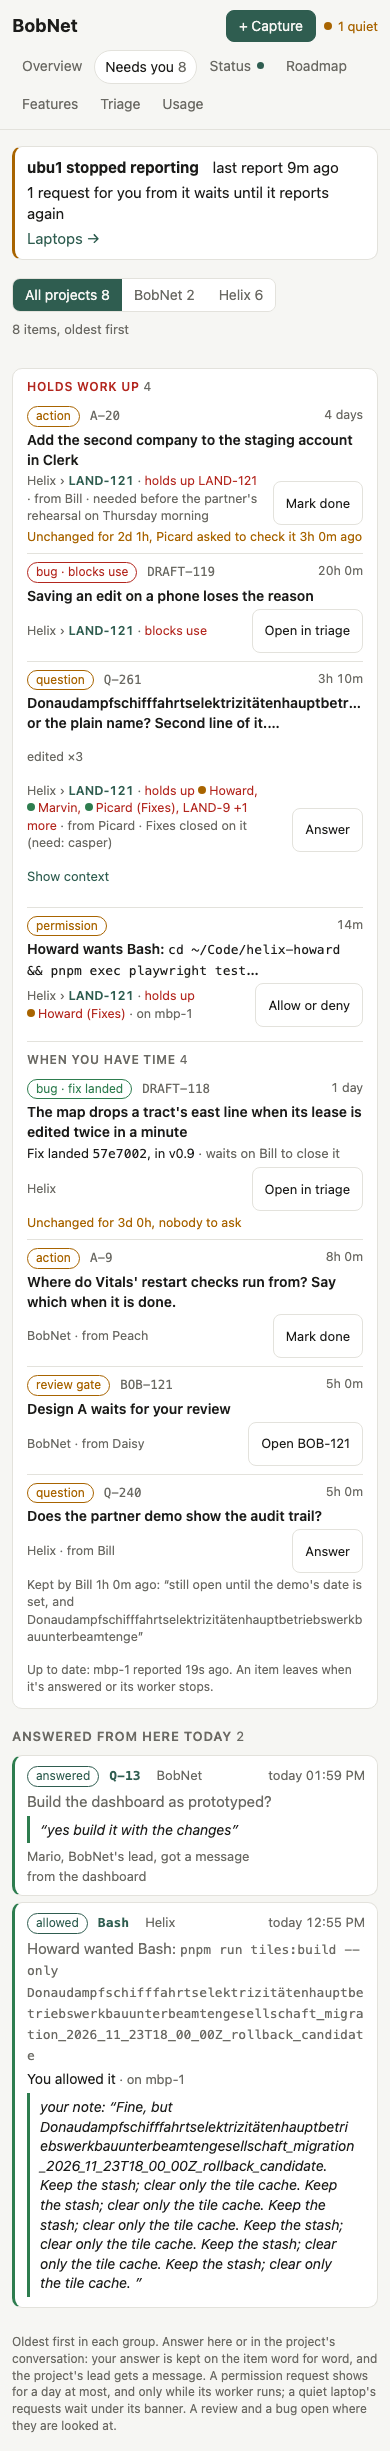 BobNet
+ Capture
1 quiet
Overview
Needs you 8
Status
Roadmap
Features
Triage
Usage
ubu1 stopped reporting last report 9m ago
1 request for you from it waits until it reports
again
Laptops →
All projects 8
BobNet 2
Helix 6
8 items, oldest first
HOLDS WORK UP 4
action A-20 4 days
Add the second company to the staging account
in Clerk
Helix › LAND-121 · holds up LAND-121
· from Bill · needed before the partner's
rehearsal on Thursday morning
Mark done
Unchanged for 2d 1h, Picard asked to check it 3h 0m ago
bug · blocks use DRAFT-119 20h 0m
Saving an edit on a phone loses the reason
Helix › LAND-121 · blocks use
Open in triage
question Q-261 3h 10m
Donaudampfschifffahrtselektrizitätenhauptbetr...
or the plain name? Second line of it....
edited ×3
Helix › LAND-121 · holds up Howard,
Marvin, Picard (Fixes), LAND-9 +1
more · from Picard · Fixes closed on it
(need: casper)
Answer
Show context
permission 14m
Howard wants Bash: cd ~/Code/helix-howard
&& pnpm exec playwright test...
Helix › LAND-121 · holds up
Howard (Fixes) · on mbp-1
Allow or deny
WHEN YOU HAVE TIME 4
bug · fix landed DRAFT-118 1 day
The map drops a tract's east line when its lease is
edited twice in a minute
Fix landed 57e7002, in v0.9 · waits on Bill to close it
Helix
Open in triage
Unchanged for 3d 0h, nobody to ask
action A-9 8h 0m
Where do Vitals' restart checks run from? Say
which when it is done.
BobNet · from Peach
Mark done
review gate BOB-121 5h 0m
Design A waits for your review
BobNet · from Daisy
Open BOB-121
question Q-240 5h 0m
Does the partner demo show the audit trail?
Helix · from Bill
Answer
Kept by Bill 1h 0m ago: “still open until the demo's date is
set, and
Donaudampfschifffahrtselektrizitätenhauptbetriebswerkb
auunterbeamtenge”
Up to date: mbp-1 reported 19s ago. An item leaves when
it's answered or its worker stops.
ANSWERED FROM HERE TODAY 2
answered Q-13 BobNet today 01:59 PM
Build the dashboard as prototyped?
“yes build it with the changes”
Mario, BobNet's lead, got a message
from the dashboard
allowed Bash Helix today 12:55 PM
Howard wanted Bash: pnpm run tiles:build --
only
Donaudampfschifffahrtselektrizitätenhauptbe
triebswerkbauunterbeamtengesellschaft_migra
tion_2026_11_23T18_00_00Z_rollback_candidat
e
You allowed it · on mbp-1
your note: “Fine, but
Donaudampfschifffahrtselektrizitätenhauptbetri
ebswerkbauunterbeamtengesellschaft_migration
_2026_11_23T18_00_00Z_rollback_candidate.
Keep the stash; clear only the tile cache. Keep
the stash; clear only the tile cache. Keep the
stash; clear only the tile cache. Keep the stash;
clear only the tile cache. Keep the stash; clear
only the tile cache. Keep the stash; clear only
the tile cache. ”
Oldest first in each group. Answer here or in the project's
conversation: your answer is kept on the item word for word, and
the project's lead gets a message. A permission request shows
for a day at most, and only while its worker runs; a quiet laptop's
requests wait under its banner. A review and a bug open where
they are looked at.